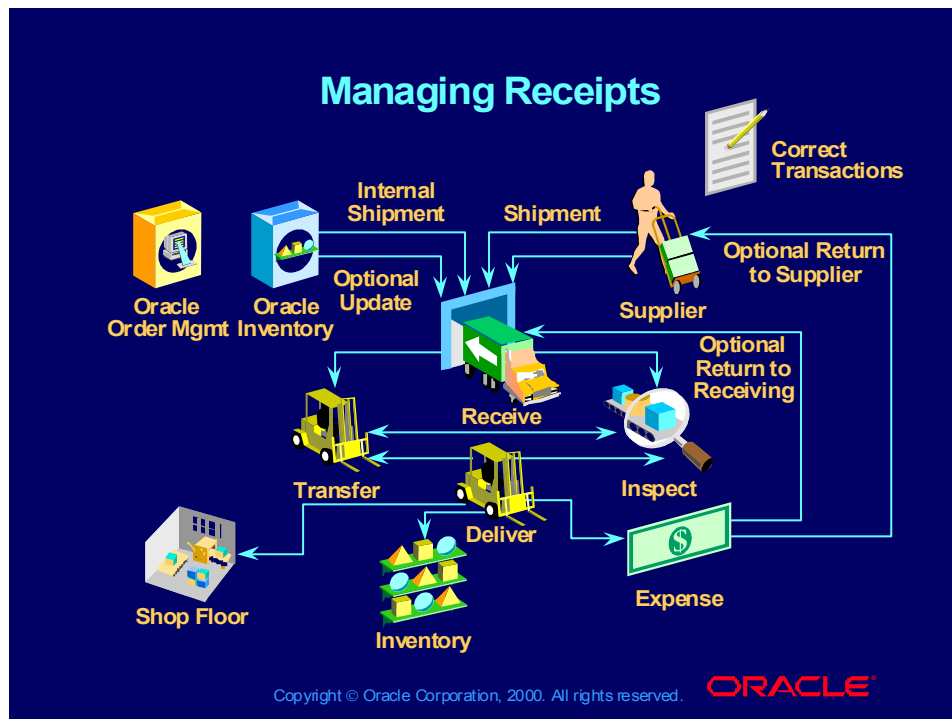 Managing Receipts
Correct
Transactions
Internal
Shipment
Shipment
Optional Return
to Supplier
Optional
Update
Oracle
Order Mgmt
Oracle
Inventory
Supplier
Optional
Return to
Receiving
Receive
Transfer
Inspect
Deliver
$
Shop Floor
Expense
Inventory
Copyright © Oracle Corporation, 2000. All rights reserved.
ORACLE®